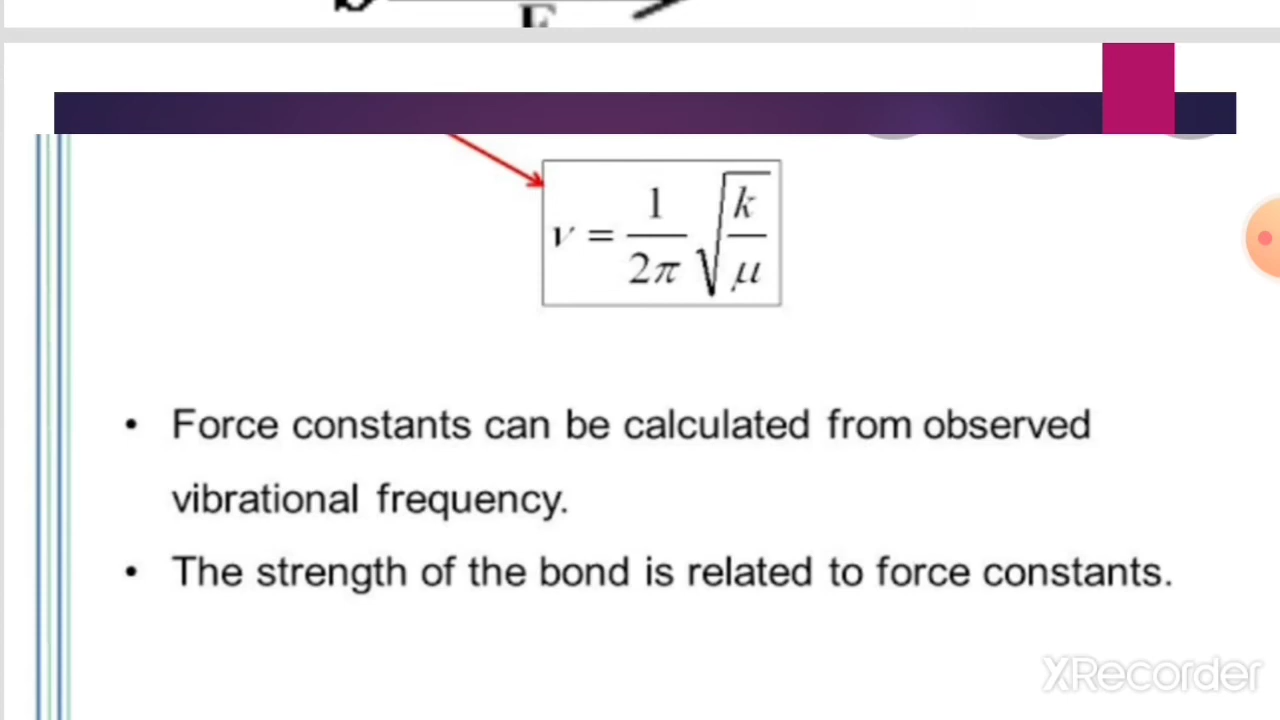 E
ν = 1/2π √k/μ
• Force constants can be calculated from observed
vibrational frequency.
• The strength of the bond is related to force constants.
XRecorder